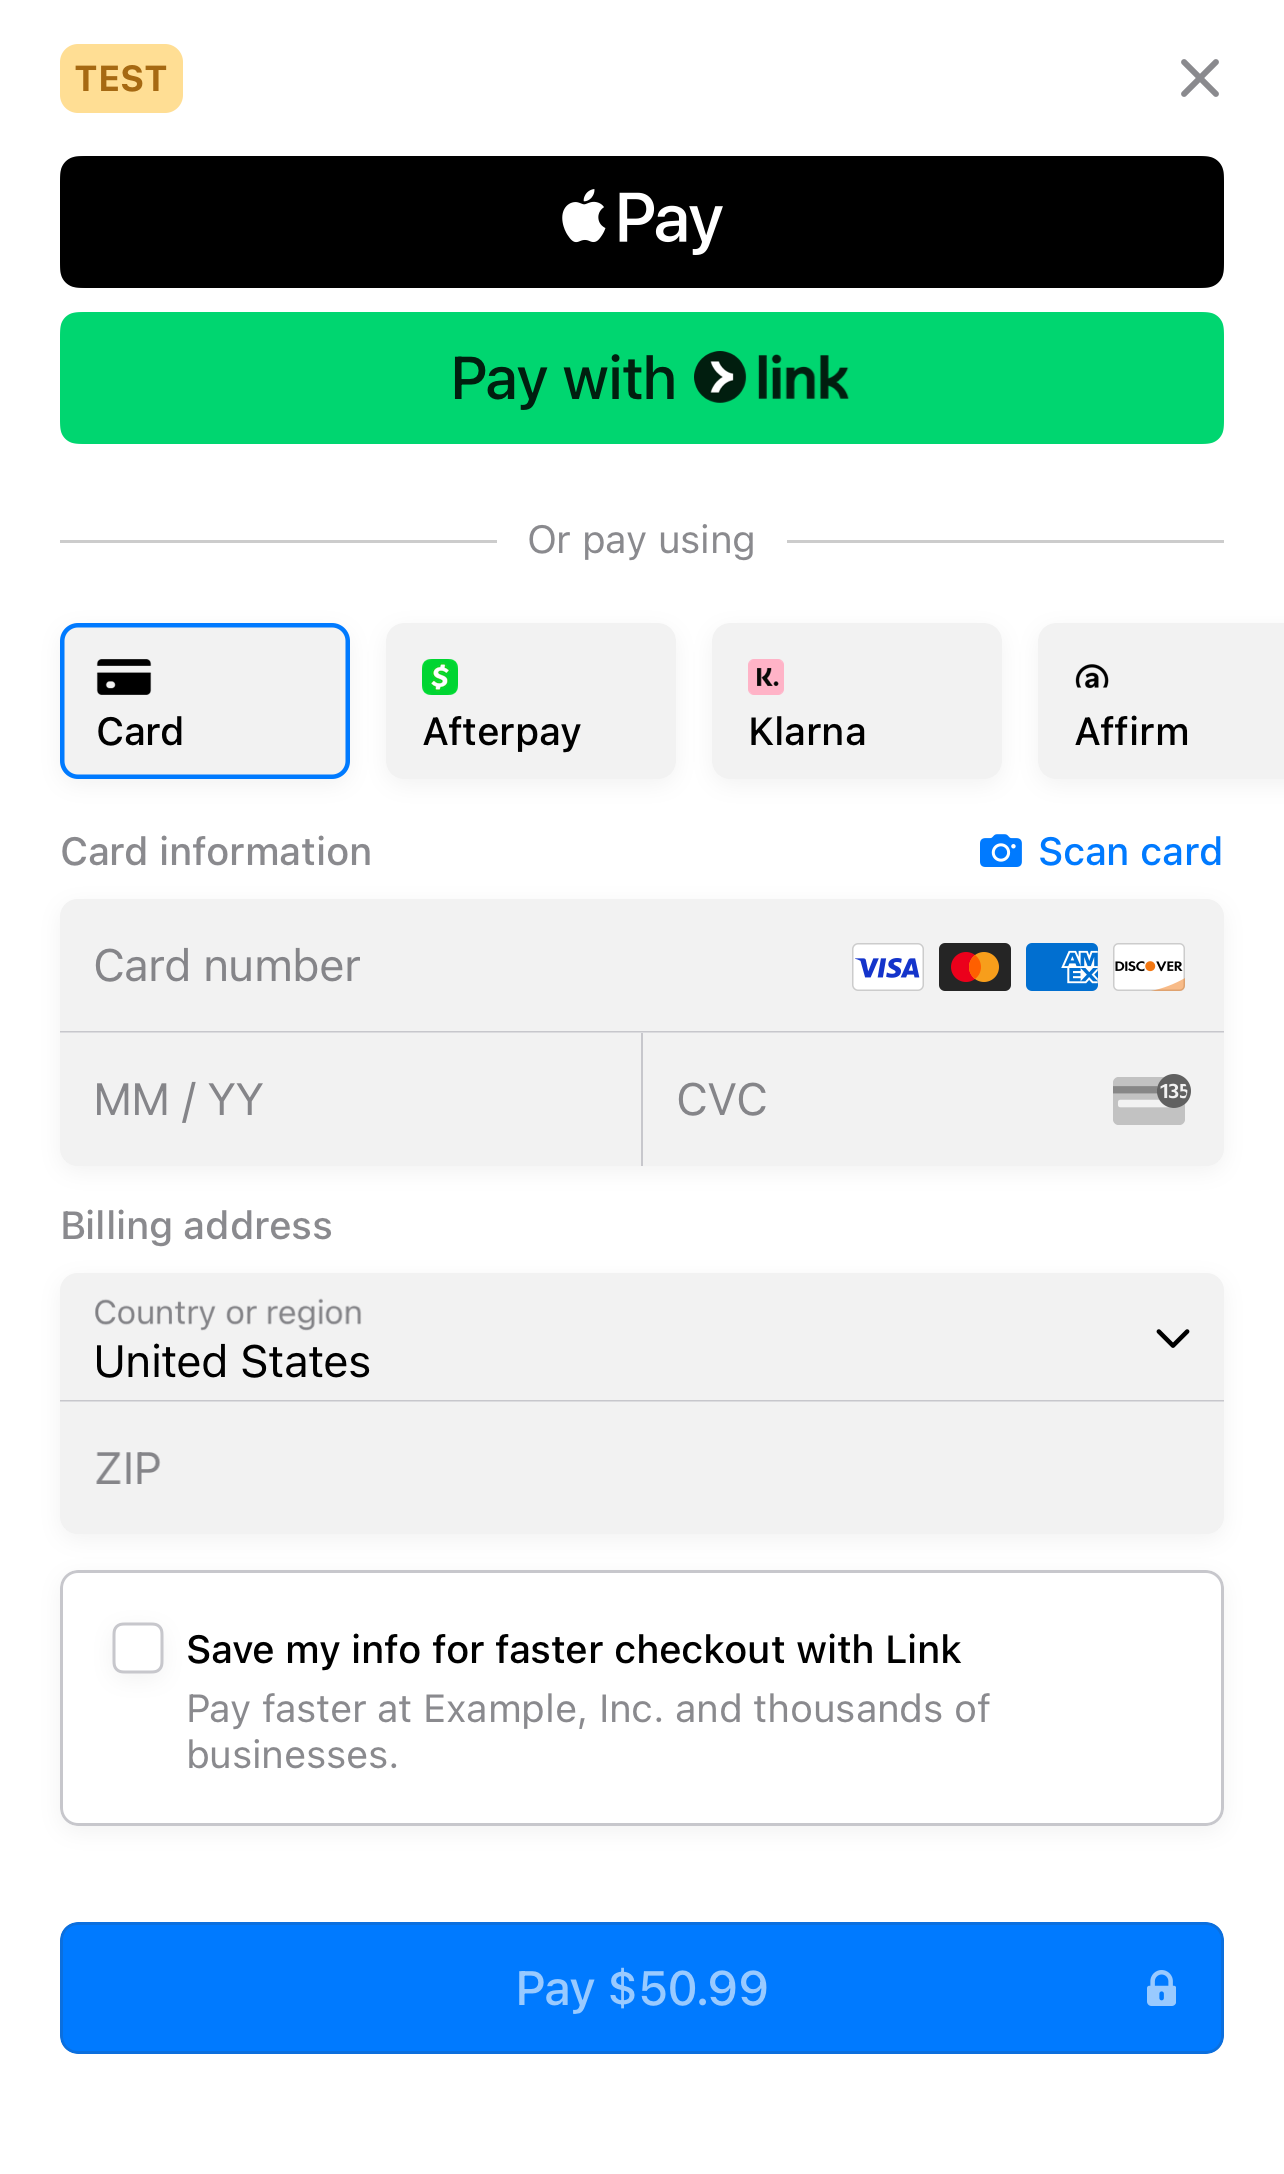 TEST
Pay
Pay with link
Or pay using
Card
Afterpay
Klarna
Affirm
Card information
Scan card
Card number
VISA
AM
EX
DISCOVER
MM / YY
CVC
135
Billing address
Country or region
United States
ZIP
Save my info for faster checkout with Link
Pay faster at Example, Inc. and thousands of
businesses.
Pay $50.99